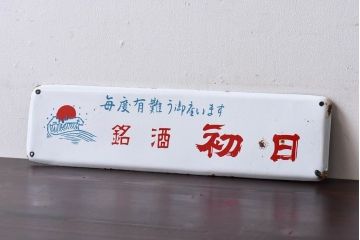 毎度有難う御座います
銘酒 初日